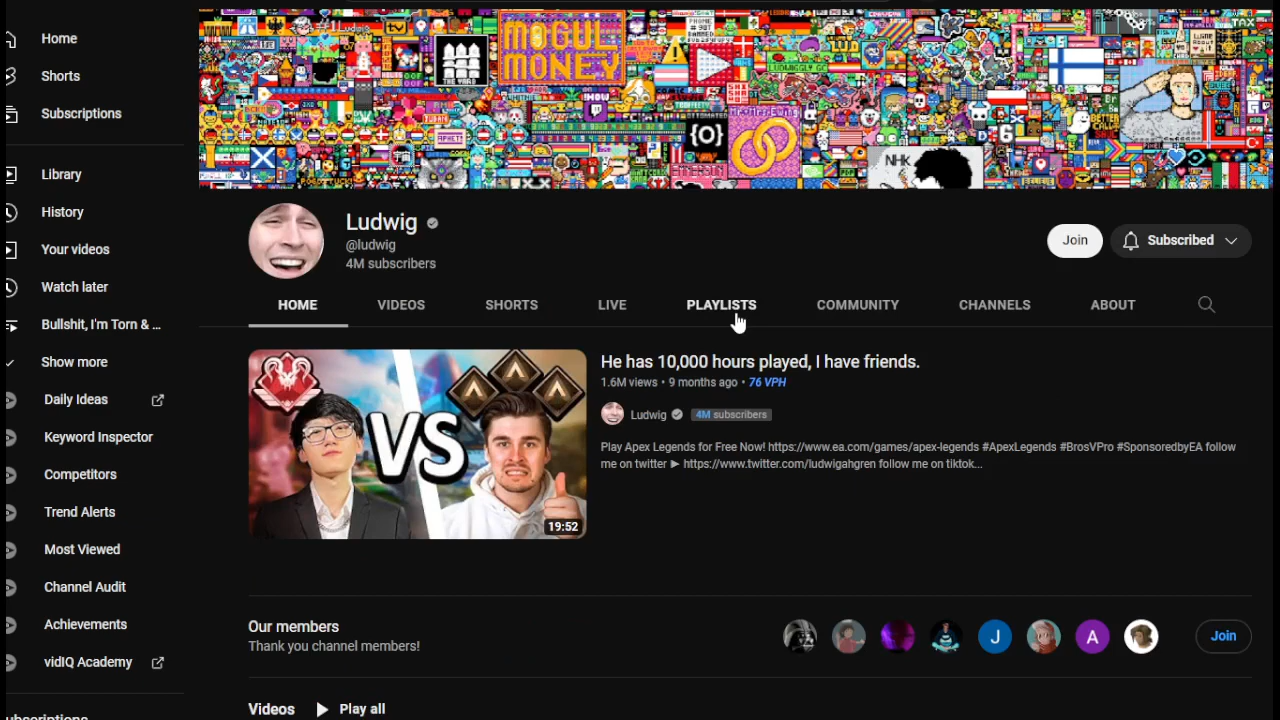 Home
Shorts
Subscriptions
Library
History
Your videos
Watch later
Bullshit, I'm Torn & ...
Show more
Daily Ideas
Keyword Inspector
Competitors
Trend Alerts
Most Viewed
Channel Audit
Achievements
vidIQ Academy
ubscriptions
MOGUL
MONEY
TAX
NHK
BETTER
CALL
Ludwig
@ludwig
4M subscribers
Join
Subscribed
HOME VIDEOS SHORTS LIVE PLAYLISTS COMMUNITY CHANNELS ABOUT
VS
19:52
He has 10,000 hours played, I have friends.
1.6M views • 9 months ago • 76 VPH
Ludwig 4M subscribers
Play Apex Legends for Free Now! https://www.ea.com/games/apex-legends #ApexLegends #BrosVPro #SponsoredbyEA follow
me on twitter ► https://www.twitter.com/ludwigahgren follow me on tiktok...
Our members
Thank you channel members!
J
A
Join
Videos
Play all